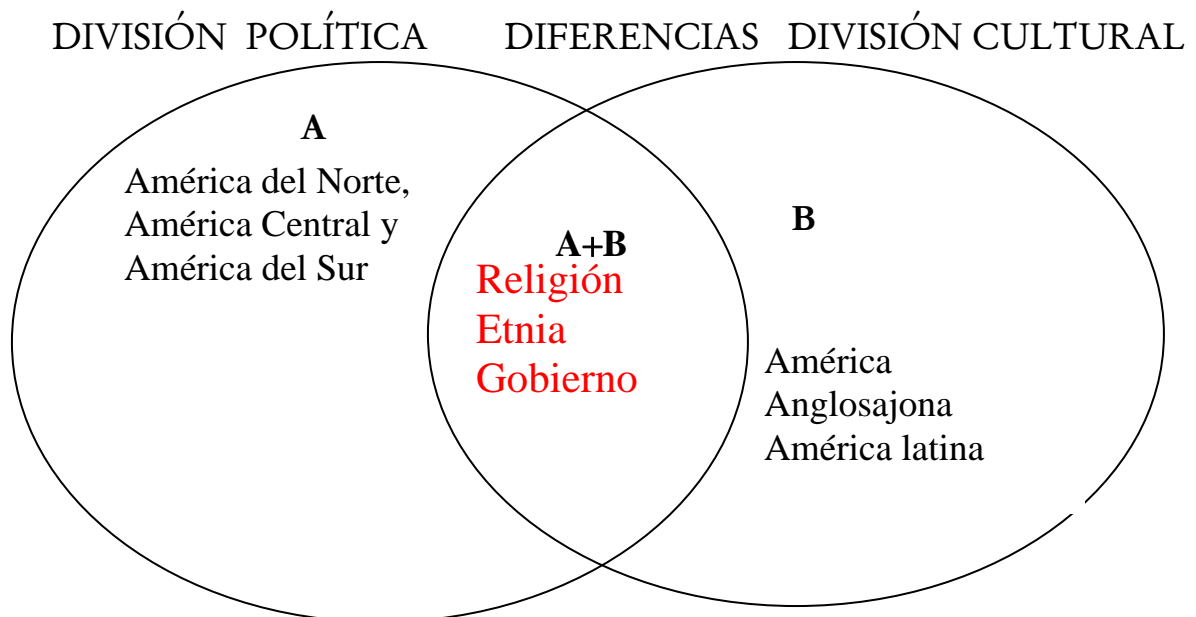 DIVISIÓN POLÍTICA DIFERENCIAS DIVISIÓN CULTURAL
A
América del Norte,
América Central y
América del Sur
A+B
Religión
Etnia
Gobierno
B
América
Anglosajona
América latina